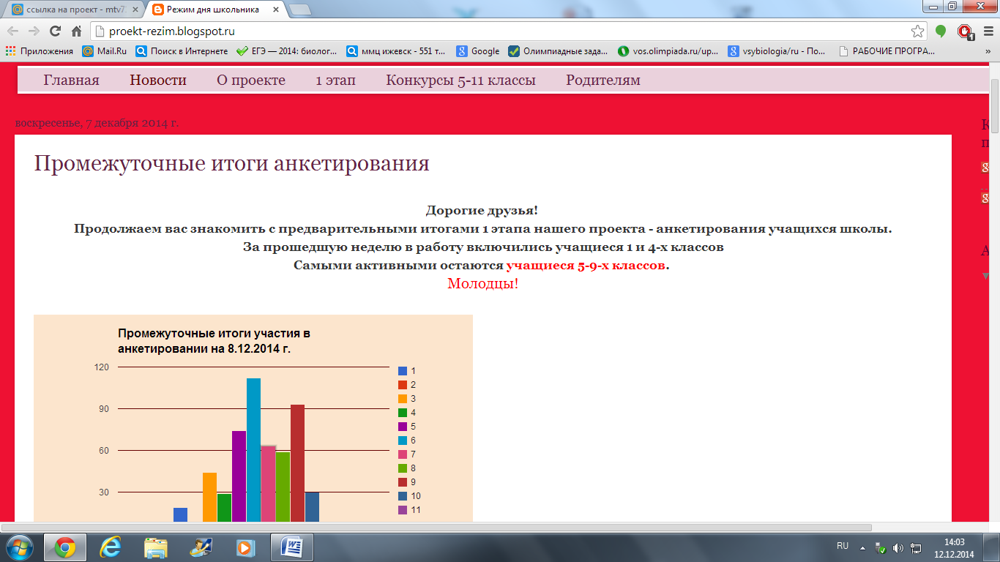 ссылка на проект - mtv7
Режим дня школьника
proekt-rezim.blogspot.ru
1
Приложения
Mail.Ru
Поиск в Интернете
ЕГЭ — 2014: биолог...
ммц ижевск - 551 т...
Google
Олимпиадные зада...
vos.olimpiada.ru/up...
vsybiologia/ru - По...
РАБОЧИЕ ПРОГРА...
»
Главная
Новости
О проекте
1 этап
Конкурсы 5-11 классы
Родителям
воскресенье, 7 декабря 2014 г.
Промежуточные итоги анкетирования
Дорогие друзья!
Продолжаем вас знакомить с предварительными итогами 1 этапа нашего проекта - анкетирования учащихся школы.
За прошедшую неделю в работу включились учащиеся 1 и 4-х классов
Самыми активными остаются учащиеся 5-9-х классов.
Молодцы!
Промежуточные итоги участия в
анкетировании на 8.12.2014 г.
120
90
60
30
1
2
3
4
5
6
7
8
9
10
11
RU
14:03
12.12.2014